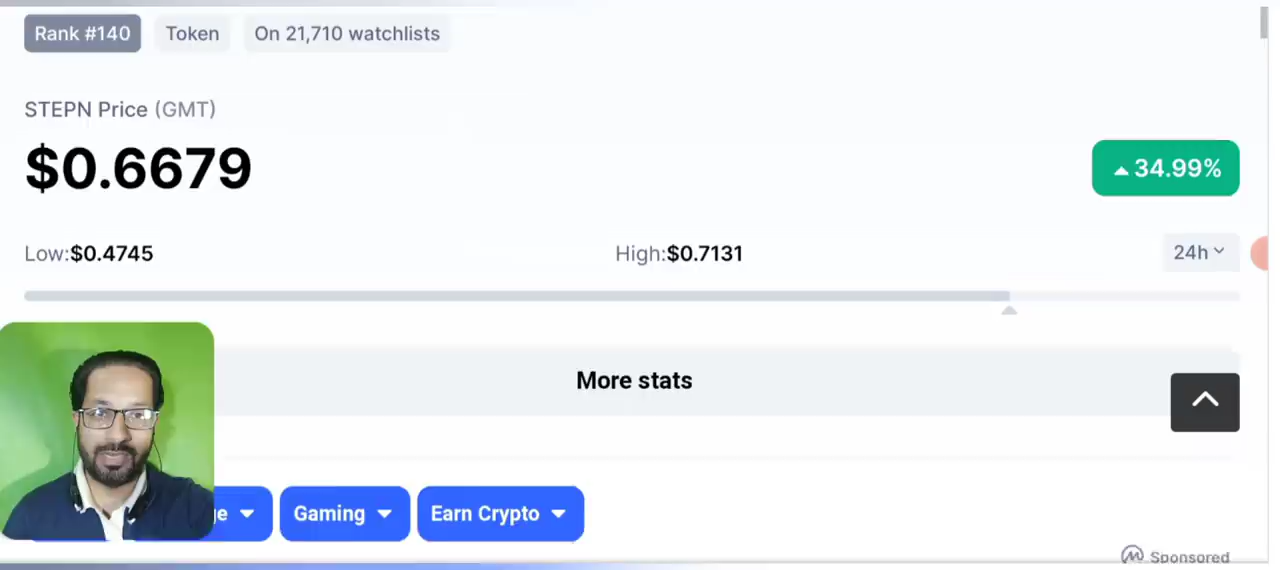 Rank #140 Token On 21,710 watchlists
STEPN Price (GMT)
$0.6679 34.99%
Low:$0.4745 High:$0.7131 24h
More stats
ge Gaming Earn Crypto
Sponsored